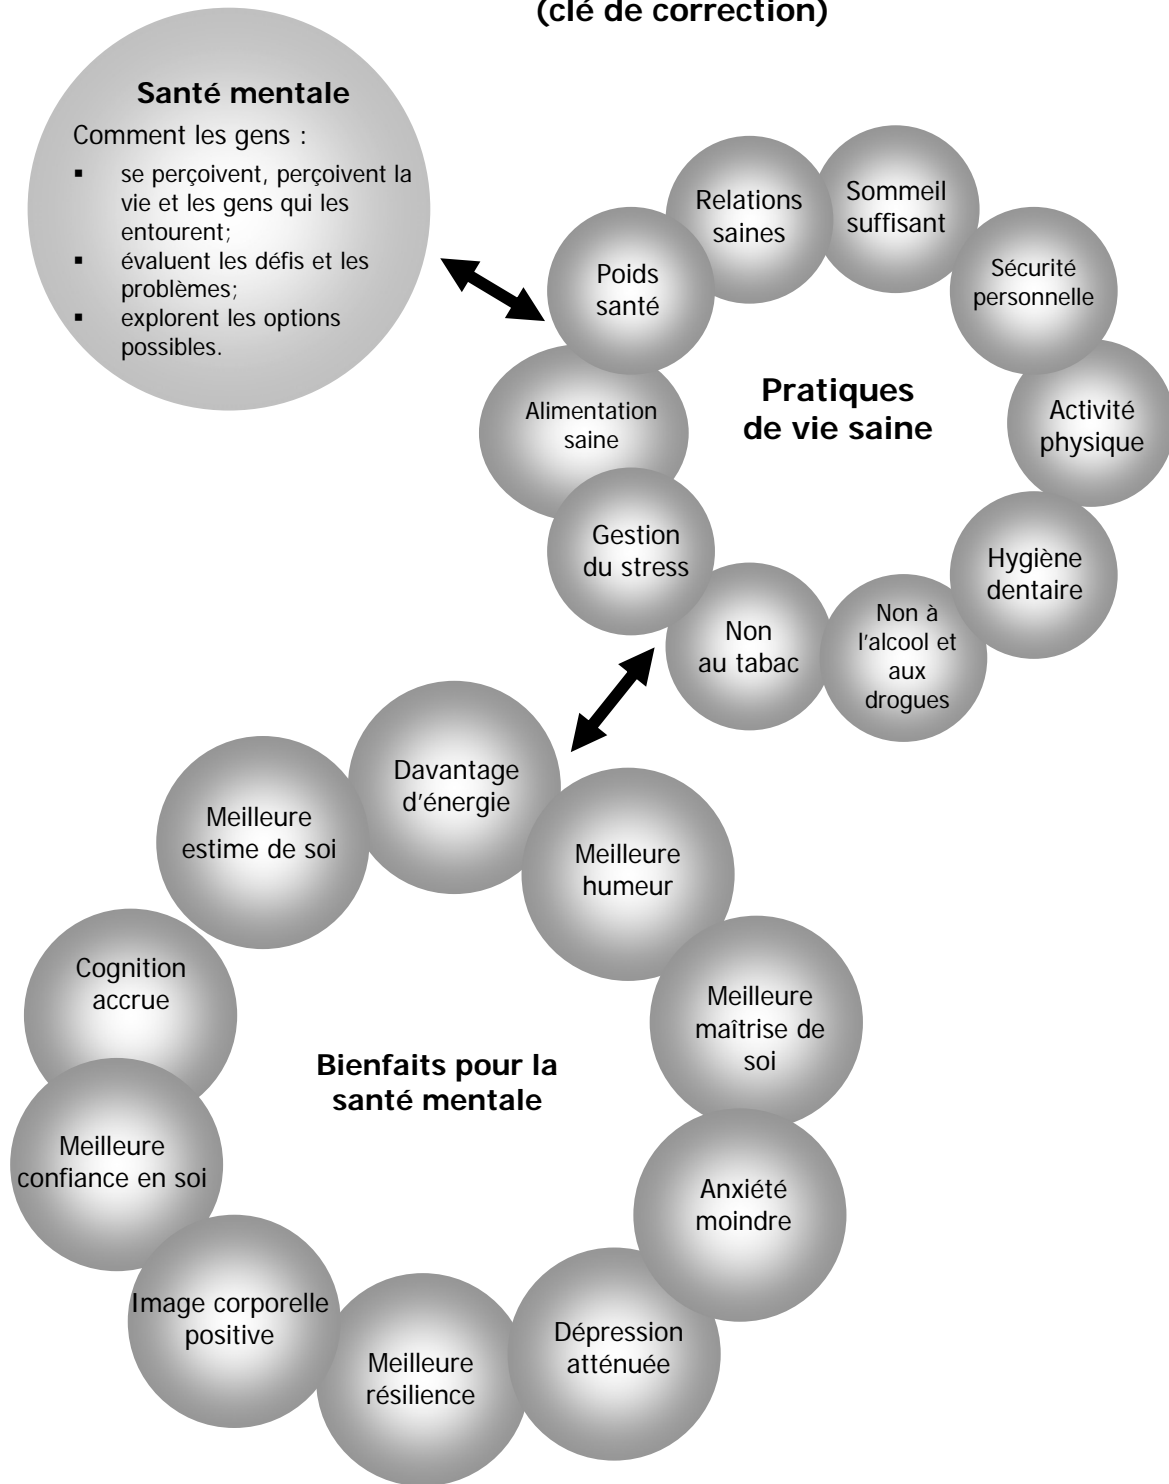 (clé de correction)
Santé mentale
Comment les gens :
▪ se perçoivent, perçoivent la
vie et les gens qui les
entourent;
▪ évaluent les défis et les
problèmes;
▪ explorent les options
possibles.
Relations
saines
Sommeil
suffisant
Poids
santé
Sécurité
personnelle
Alimentation
saine
Pratiques
de vie saine
Activité
physique
Gestion
du stress
Hygiène
dentaire
Non
au tabac
Non à
l'alcool et
aux
drogues
Davantage
d'énergie
Meilleure
estime de soi
Meilleure
humeur
Cognition
accrue
Meilleure
maîtrise de
soi
Bienfaits pour la
santé mentale
Meilleure
confiance en soi
Anxiété
moindre
Image corporelle
positive
Dépression
atténuée
Meilleure
résilience